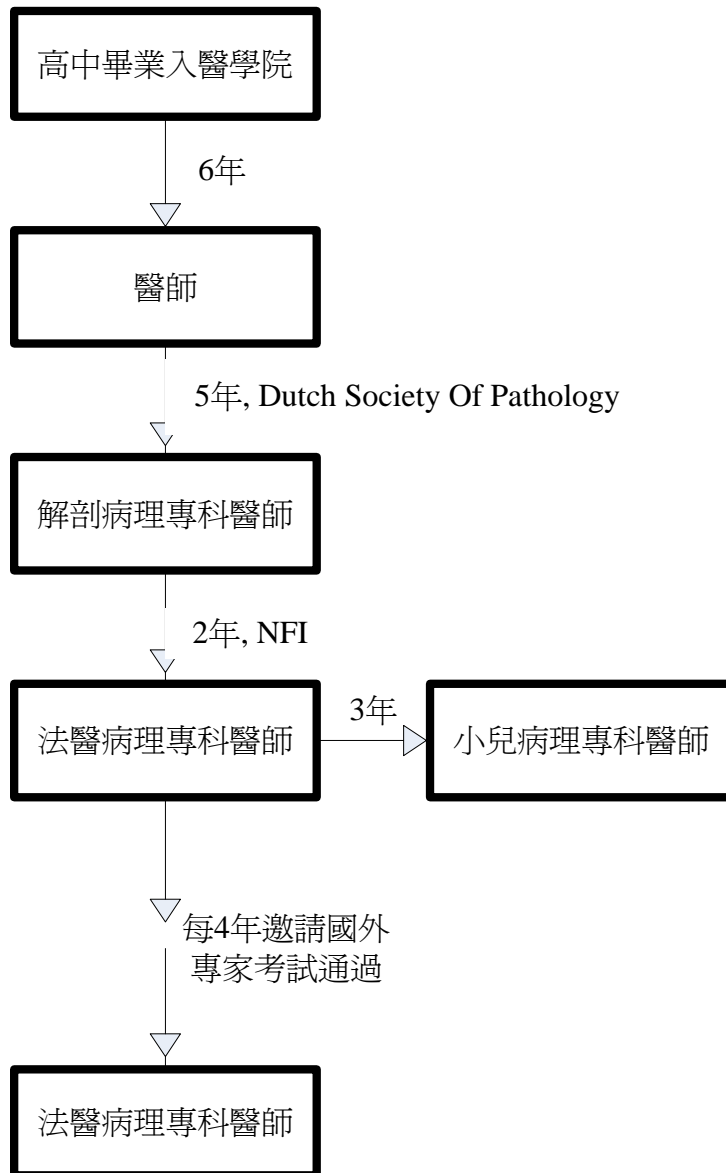 高中畢業入醫學院
6年
醫師
5年, Dutch Society Of Pathology
解剖病理專科醫師
2年, NFI
法醫病理專科醫師
3年
小兒病理專科醫師
每4年邀請國外
專家考試通過
法醫病理專科醫師